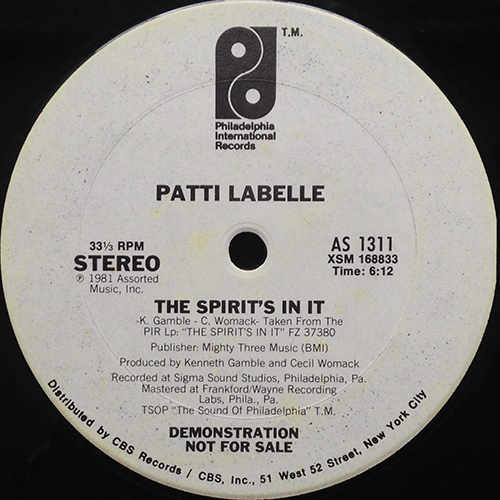 T.M.
Philadelphia
International
Records
PATTI LABELLE
33⅓ RPM
STEREO
℗ 1981 Assorted
Music, Inc.
AS 1311
XSM 168833
Time: 6:12
THE SPIRIT'S IN IT
-K. Gamble - C. Womack- Taken From The
PIR Lp: "THE SPIRIT'S IN IT" FZ 37380
Publisher: Mighty Three Music (BMI)
Produced by Kenneth Gamble and Cecil Womack
Recorded at Sigma Sound Studios, Philadelphia, Pa.
Mastered at Frankford/Wayne Recording
Labs, Phila., Pa.
TSOP "The Sound Of Philadelphia" T.M.
DEMONSTRATION
NOT FOR SALE
Distributed by CBS Records / CBS, Inc., 51 West 52 Street, New York City